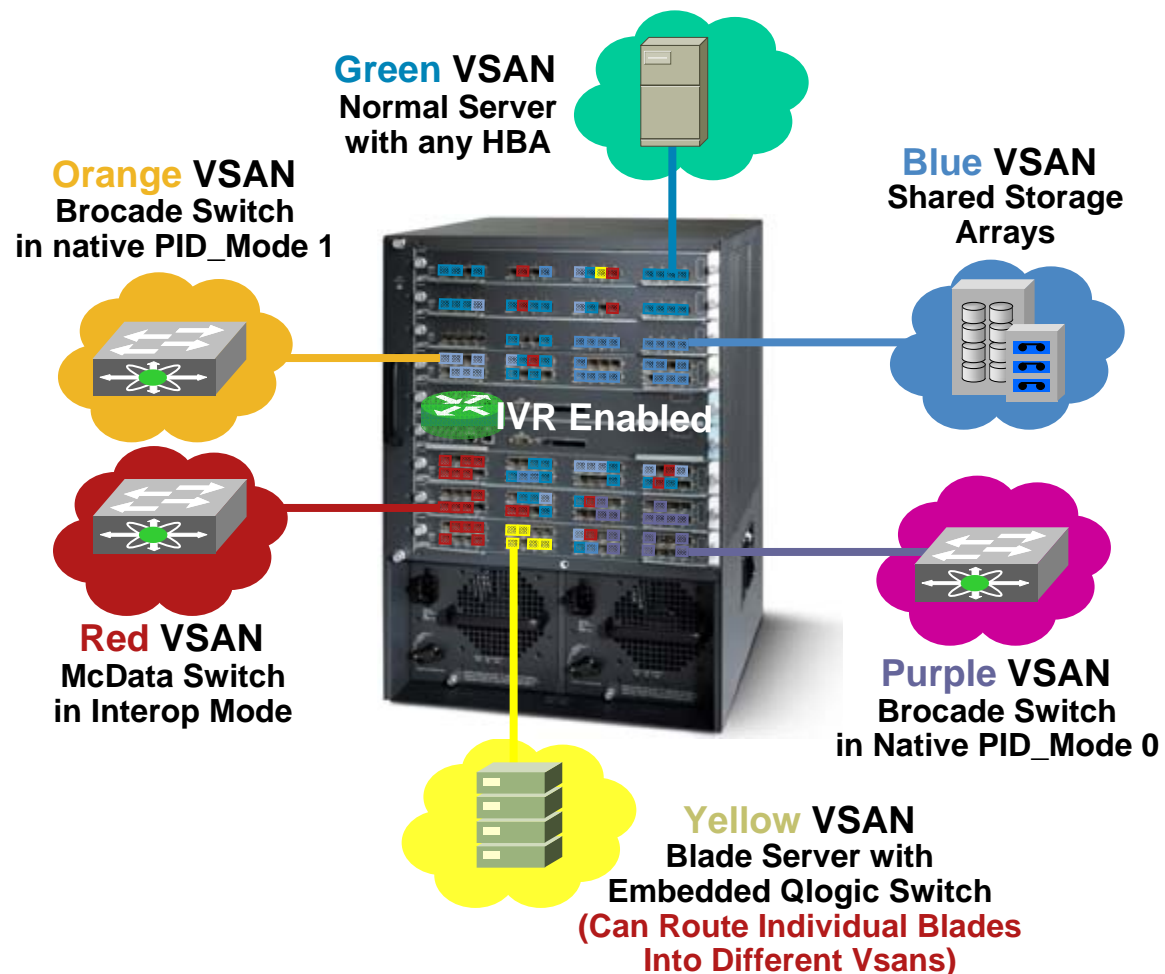 Green VSAN
Normal Server
with any HBA
Orange VSAN
Brocade Switch
in native PID_Mode 1
Blue VSAN
Shared Storage
Arrays
IVR Enabled
Red VSAN
McData Switch
in Interop Mode
Purple VSAN
Brocade Switch
in Native PID_Mode 0
Yellow VSAN
Blade Server with
Embedded Qlogic Switch
(Can Route Individual Blades
Into Different Vsans)